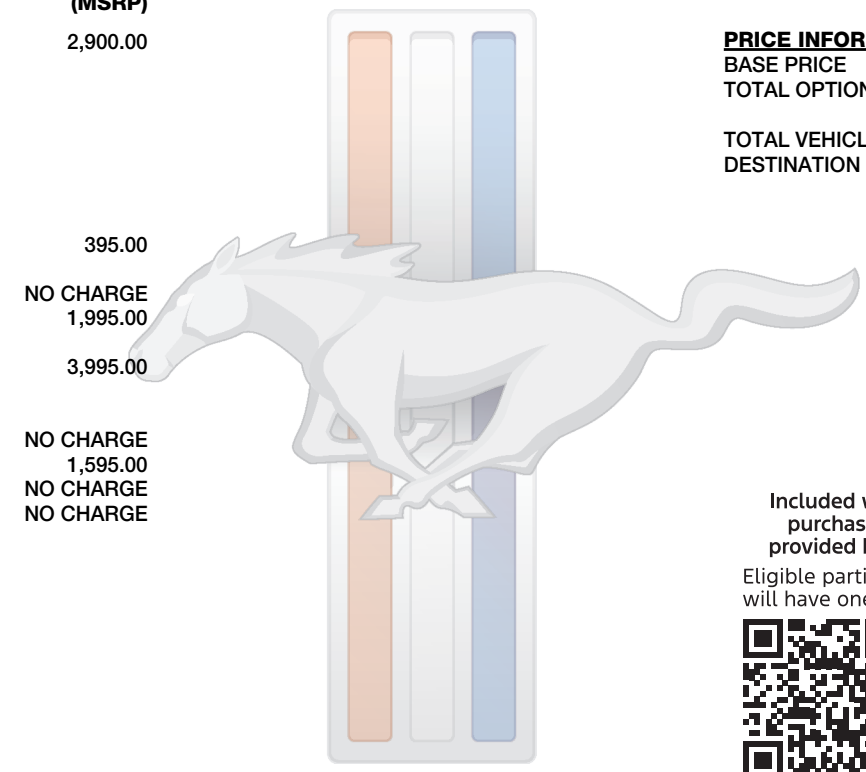 (MSRP)
2,900.00
395.00
NO CHARGE
1,995.00
3,995.00
NO CHARGE
1,595.00
NO CHARGE
NO CHARGE
PRICE INFOR
BASE PRICE
TOTAL OPTION
TOTAL VEHICL
DESTINATION
Included w
purchas
provided b
Eligible parti
will have one